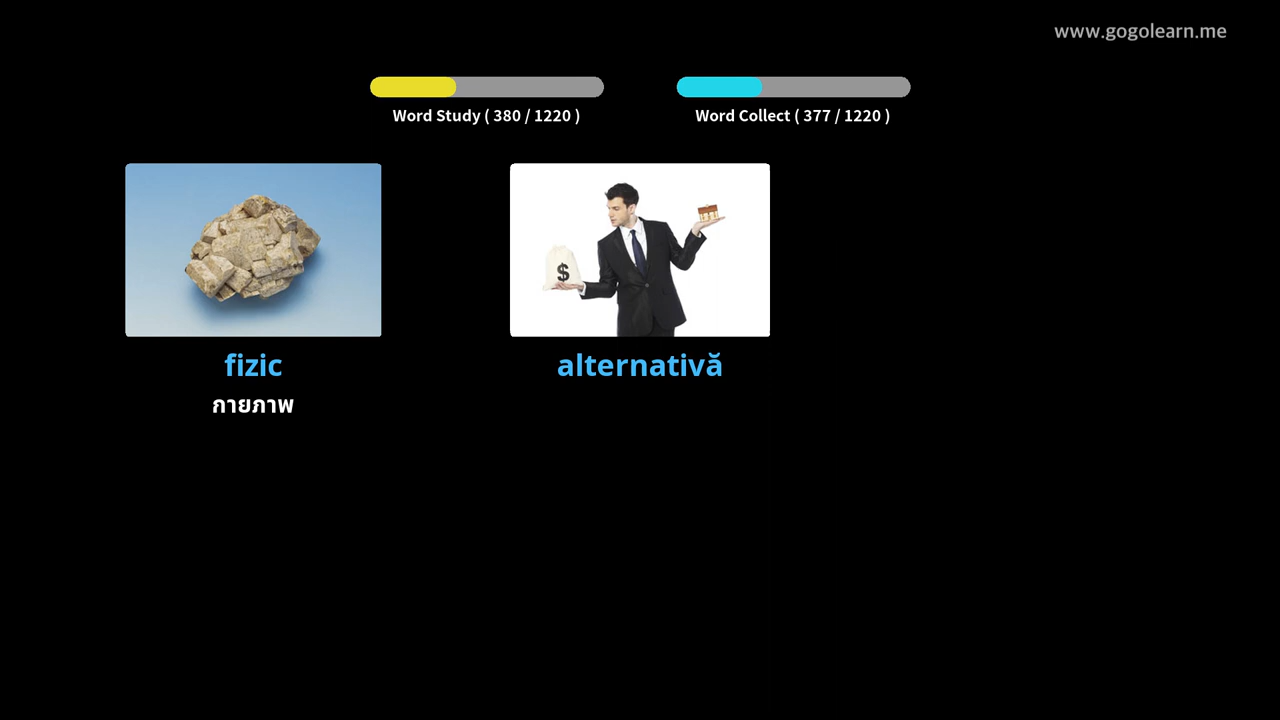 www.gogolearn.me
Word Study ( 380 / 1220 )
Word Collect ( 377 / 1220 )
$
fizic
alternativă
กายภาพ